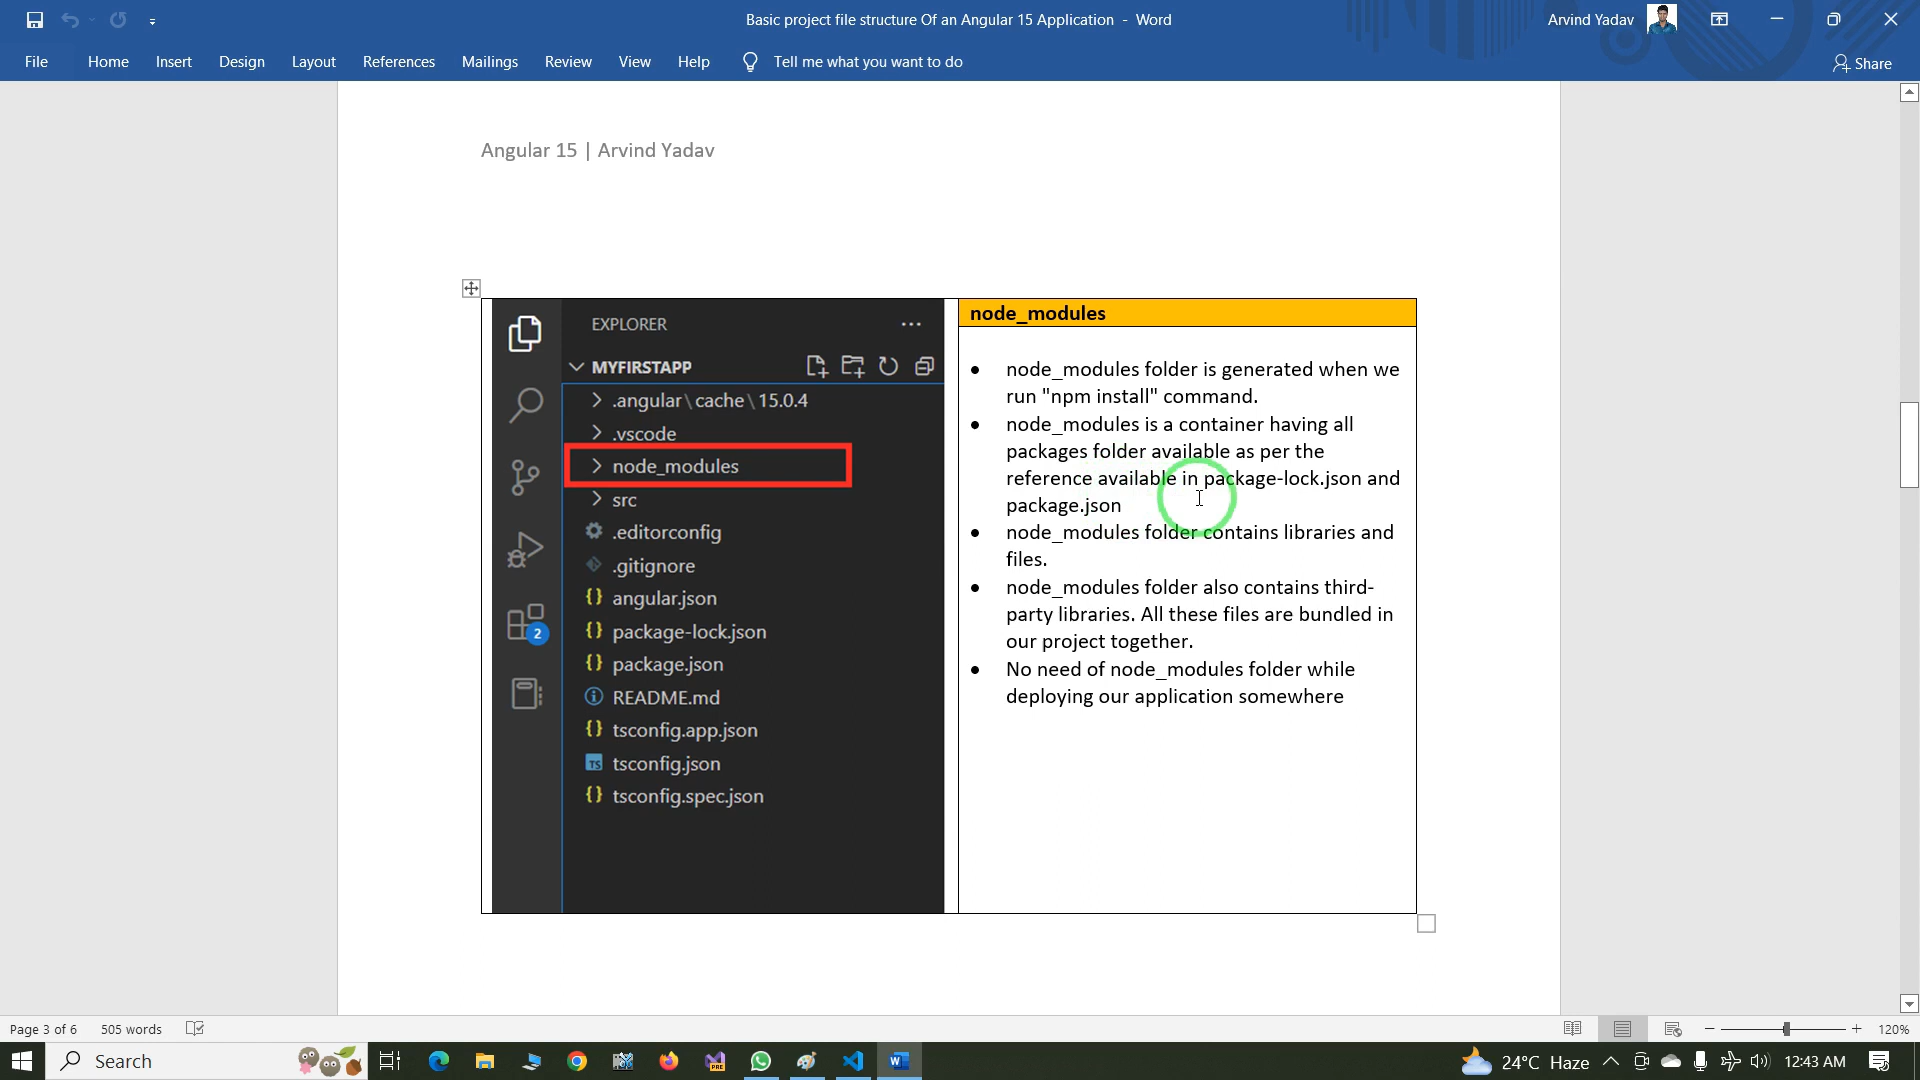 Basic project file structure Of an Angular 15 Application - Word
Arvind Yadav
File Home Insert Design Layout References Mailings Review View Help Tell me what you want to do
Share
Angular 15 | Arvind Yadav
EXPLORER
MYFIRSTAPP
.angular\cache\15.0.4
.vscode
node_modules
src
.editorconfig
.gitignore
{} angular.json
{} package-lock.json
{} package.json
README.md
{} tsconfig.app.json
TS tsconfig.json
{} tsconfig.spec.json
2
node_modules
• node_modules folder is generated when we
run "npm install" command.
• node_modules is a container having all
packages folder available as per the
reference available in package-lock.json and
package.json
• node_modules folder contains libraries and
files.
• node_modules folder also contains third-
party libraries. All these files are bundled in
our project together.
• No need of node_modules folder while
deploying our application somewhere
Page 3 of 6 505 words
120%
Search
PRE
24°C Haze
12:43 AM